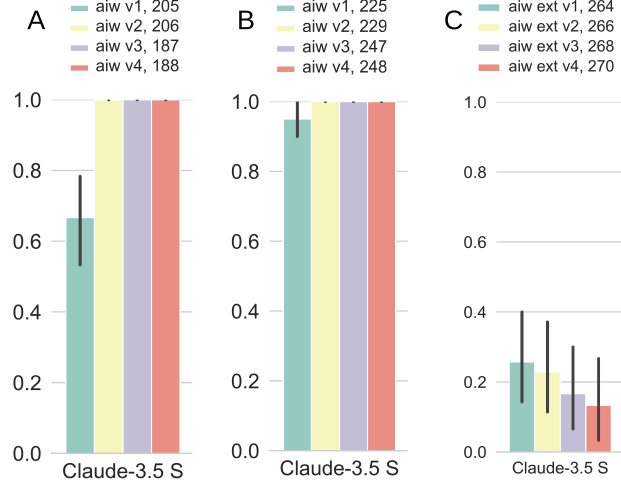 A
aiw v1, 205
aiw v2, 206
aiw v3, 187
aiw v4, 188
1.0
0.8
0.6
0.4
0.2
0.0
Claude-3.5 S
B
aiw v1, 225
aiw v2, 229
aiw v3, 247
aiw v4, 248
1.0
0.8
0.6
0.4
0.2
0.0
Claude-3.5 S
C
aiw ext v1, 264
aiw ext v2, 266
aiw ext v3, 268
aiw ext v4, 270
1.0
0.8
0.6
0.4
0.2
0.0
Claude-3.5 S